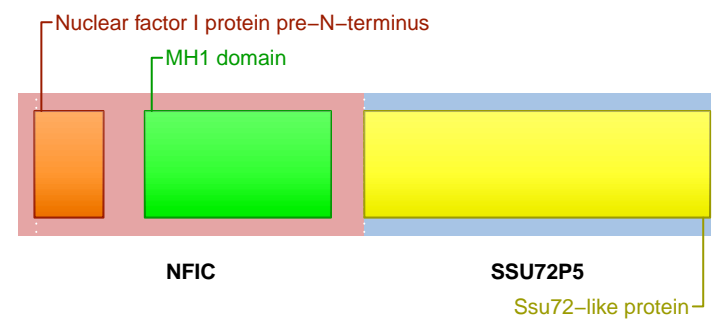 Nuclear factor I protein pre−N−terminus
MH1 domain
NFIC
SSU72P5
Ssu72−like protein